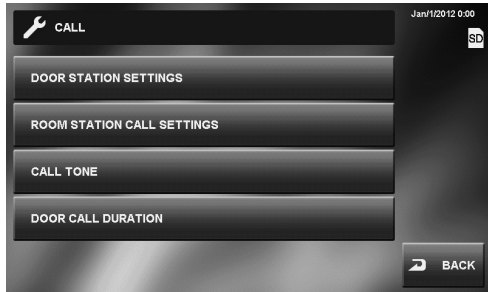 Jan/1/2012 0:00
CALL
SD
DOOR STATION SETTINGS
ROOM STATION CALL SETTINGS
CALL TONE
DOOR CALL DURATION
BACK